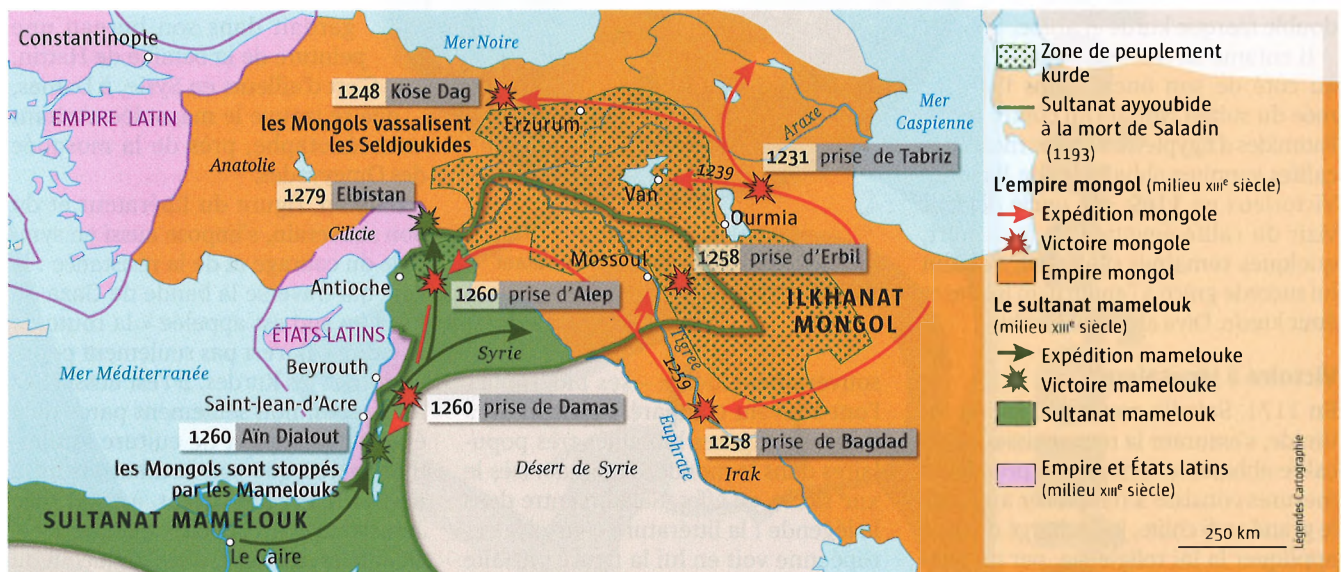 Constantinople
Mer Noire
EMPIRE LATIN
Anatolie
1248 Köse Dag
les Mongols vassalisent
les Seldjoukides
Erzurum
Araxe
Mer
Caspienne
1231 prise de Tabriz
1239
Van
Ourmia
1279 Elbistan
Cilicie
Antioche
Mossoul
1258 prise d'Erbil
1260 prise d'Alep
ILKHANAT
MONGOL
ÉTATS LATINS
Beyrouth
Syrie
Tigre
1259
Mer Méditerranée
Saint-Jean-d'Acre
1260 prise de Damas
1260 Aïn Djalout
les Mongols sont stoppés
par les Mamelouks
1258 prise de Bagdad
Euphrate
Irak
Désert de Syrie
SULTANAT MAMELOUK
Le Caire
Zone de peuplement
kurde
Sultanat ayyoubide
à la mort de Saladin
(1193)
L'empire mongol (milieu XIIIe siècle)
Expédition mongole
Victoire mongole
Empire mongol
Le sultanat mamelouk
(milieu XIIIe siècle)
Expédition mamelouke
Victoire mamelouke
Sultanat mamelouk
Empire et États latins
(milieu XIIIe siècle)
250 km
Légendes Cartographie